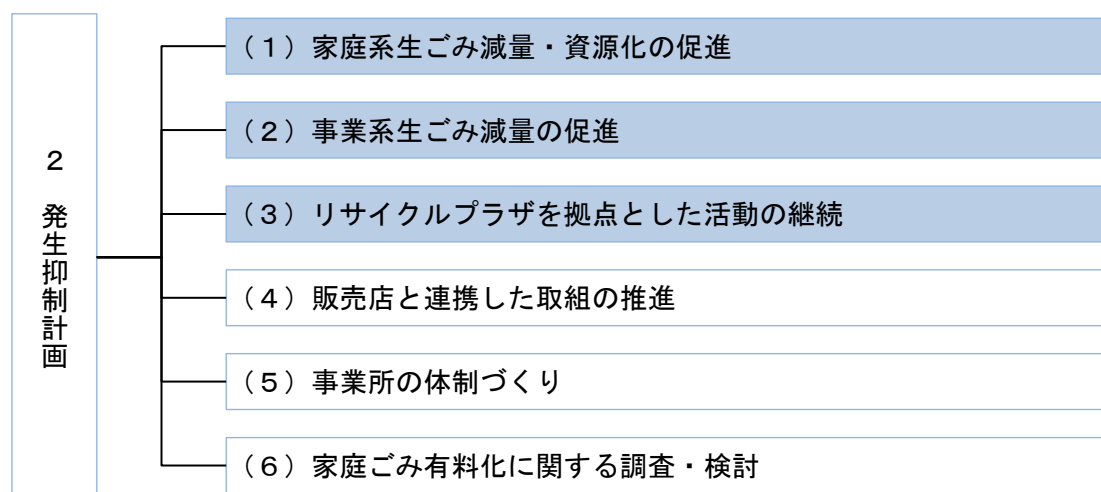 2 発生抑制計画
(1)家庭系生ごみ減量・資源化の促進
(2)事業系生ごみ減量の促進
(3)リサイクルプラザを拠点とした活動の継続
(4)販売店と連携した取組の推進
(5)事業所の体制づくり
(6)家庭ごみ有料化に関する調査・検討